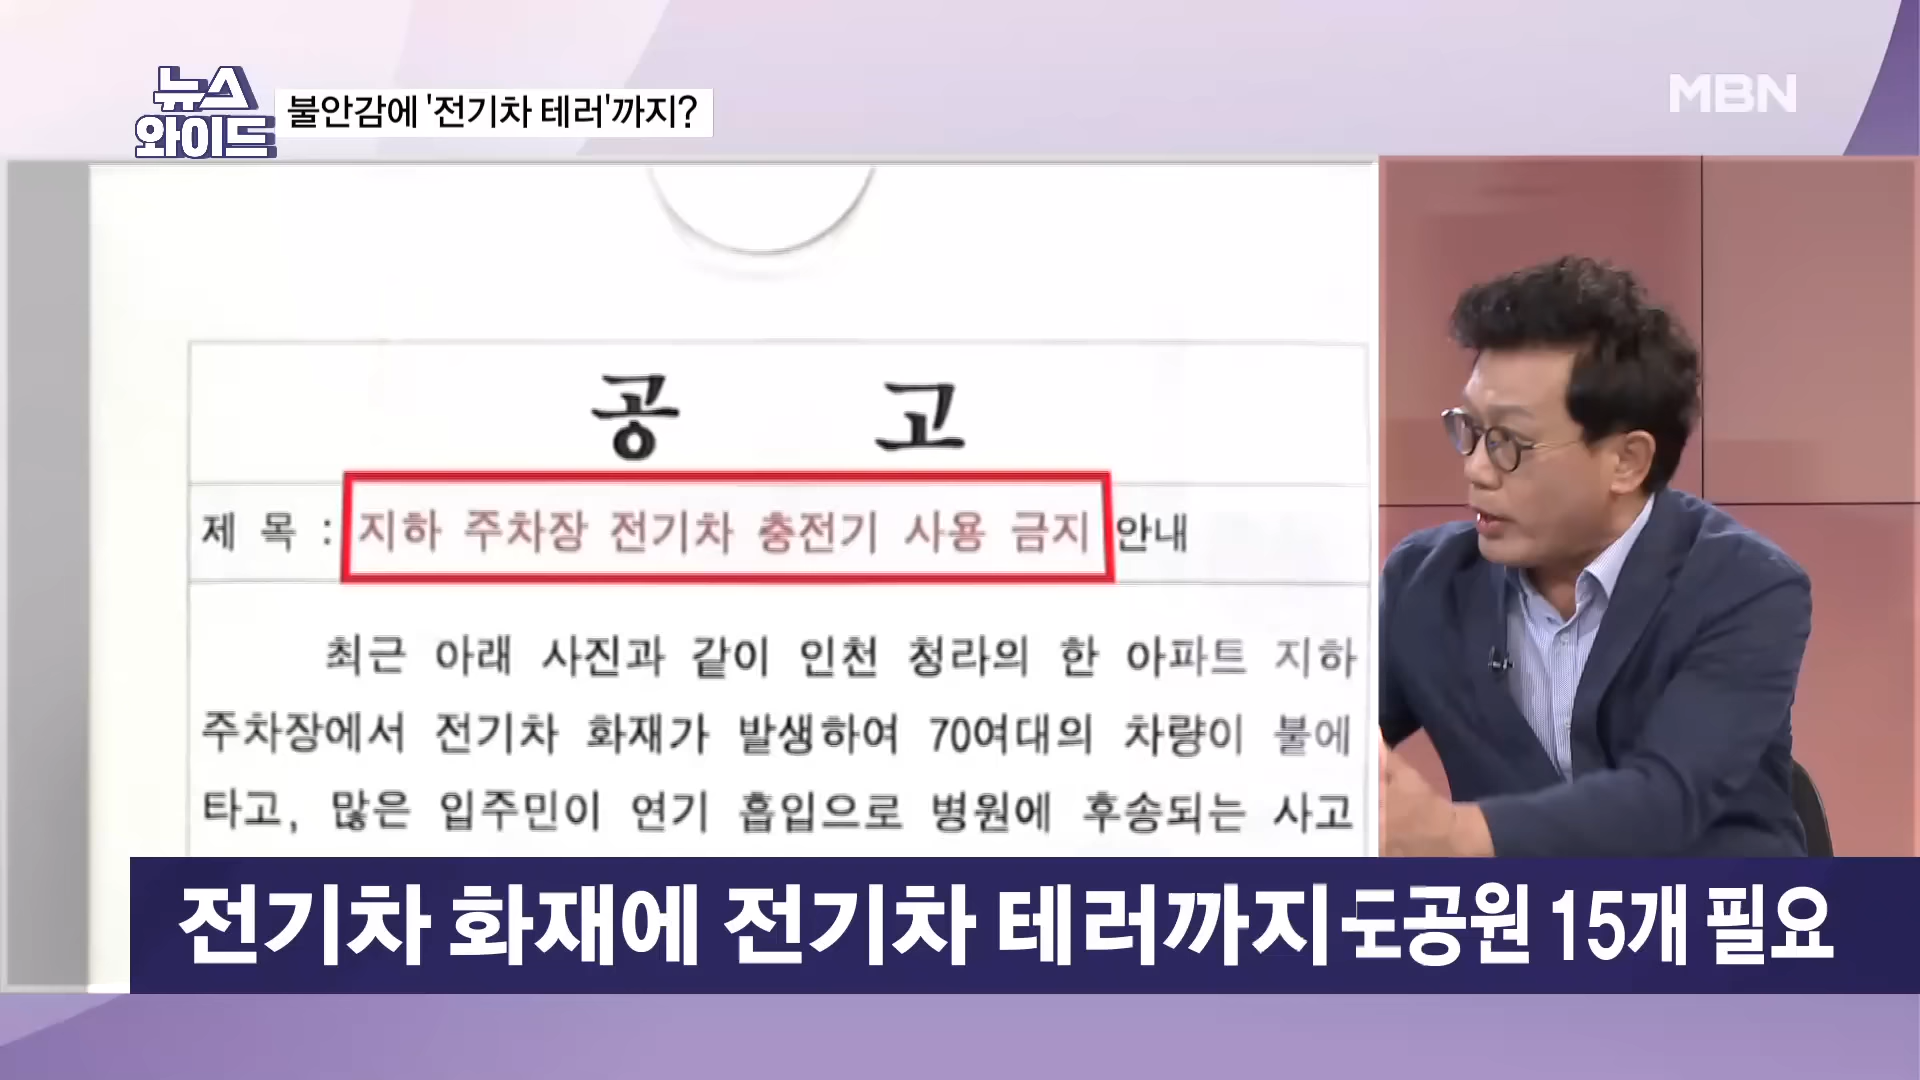 뉴스
와이드
불안감에 '전기차 테러'까지?
MBN
공 고
제 목 : 지하 주차장 전기차 충전기 사용 금지 안내
최근 아래 사진과 같이 인천 청라의 한 아파트 지하
주차장에서 전기차 화재가 발생하여 70여대의 차량이 불에
타고, 많은 입주민이 연기 흡입으로 병원에 후송되는 사고
전기차 화재에 전기차 테러까지 공원 15개 필요